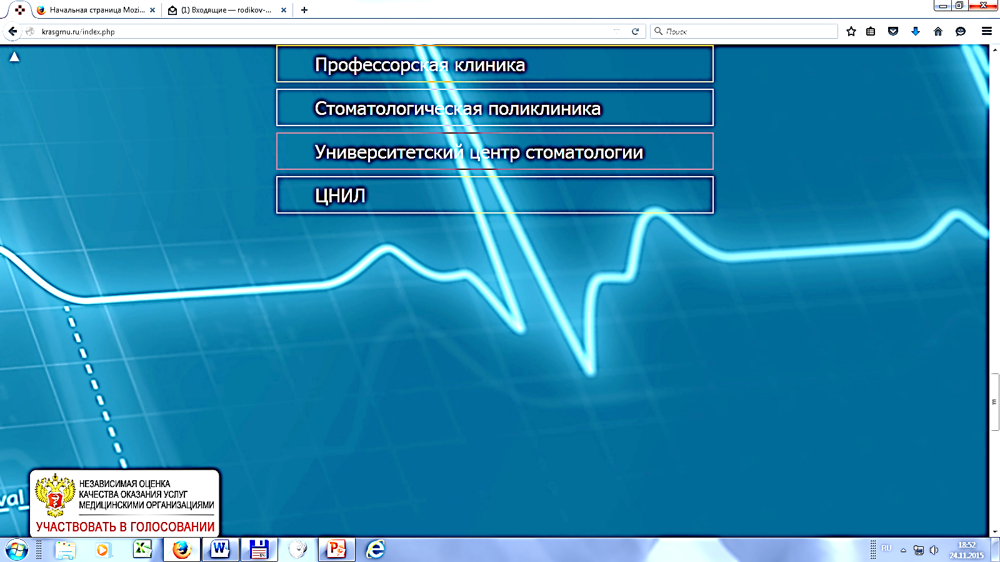 Начальная страница Mozi...
(1) Входящие — rodikov-...
krasgmu.ru/index.php
Поиск
Профессорская клиника
Стоматологическая поликлиника
Университетский центр стоматологии
ЦНИЛ
val
НЕЗАВИСИМАЯ ОЦЕНКА
КАЧЕСТВА ОКАЗАНИЯ УСЛУГ
МЕДИЦИНСКИМИ ОРГАНИЗАЦИЯМИ
УЧАСТВОВАТЬ В ГОЛОСОВАНИИ
64
RU
18:52
24.11.2015